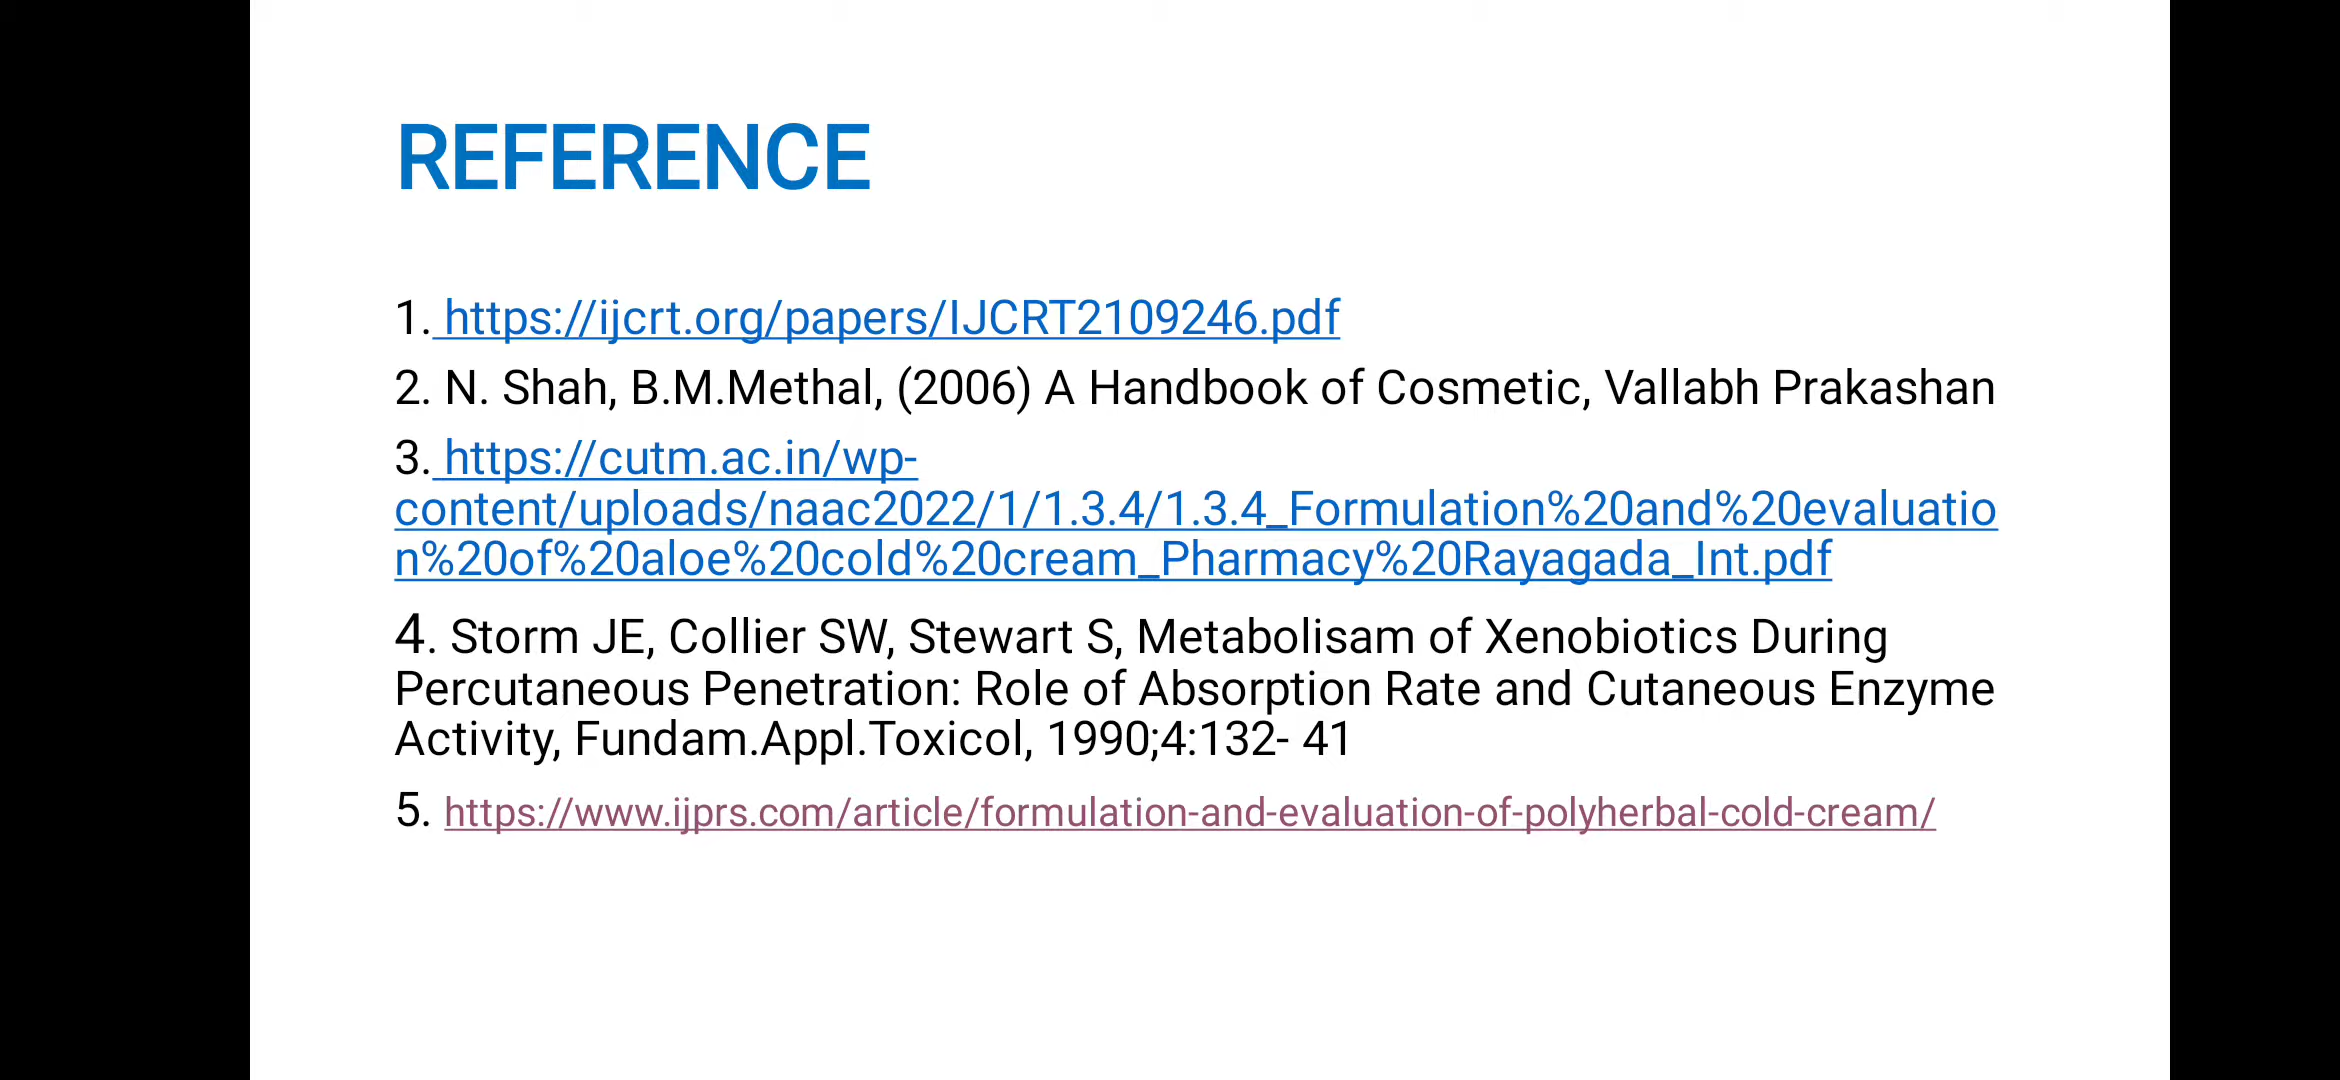 REFERENCE
1. https://ijcrt.org/papers/IJCRT2109246.pdf
2. N. Shah, B.M.Methal, (2006) A Handbook of Cosmetic, Vallabh Prakashan
3. https://cutm.ac.in/wp-
content/uploads/naac2022/1/1.3.4/1.3.4_Formulation%20and%20evaluatio
n%20of%20aloe%20cold%20cream_Pharmacy%20Rayagada_Int.pdf
4. Storm JE, Collier SW, Stewart S, Metabolisam of Xenobiotics During
Percutaneous Penetration: Role of Absorption Rate and Cutaneous Enzyme
Activity, Fundam.Appl.Toxicol, 1990;4:132- 41
5. https://www.ijprs.com/article/formulation-and-evaluation-of-polyherbal-cold-cream/